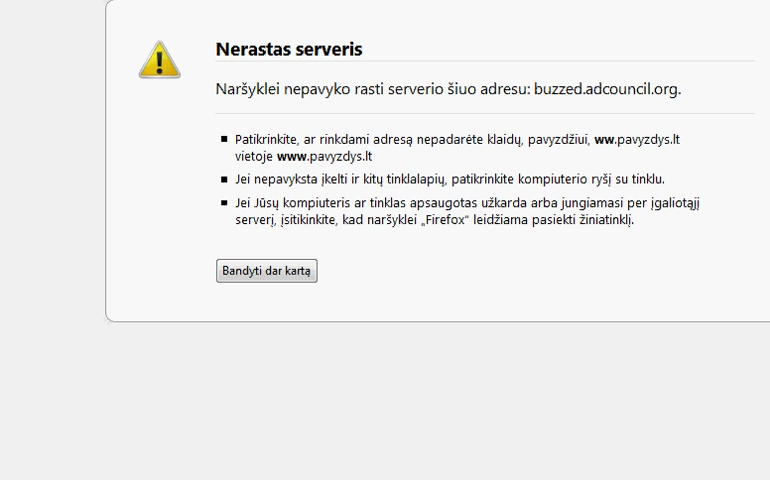 Nerastas serveris
Naršyklei nepavyko rasti serverio šiuo adresu: buzzed.adcouncil.org.
Patikrinkite, ar rinkdami adresą nepadarėte klaidų, pavyzdžiui, ww.pavyzdys.lt
vietoje www.pavyzdys.lt
Jei nepavyksta įkelti ir kitų tinklalapių, patikrinkite kompiuterio ryšį su tinklu.
Jei Jūsų kompiuteris ar tinklas apsaugotas užkarda arba jungiamasi per įgaliotąjį
serverį, įsitikinkite, kad naršyklei „Firefox“ leidžiama pasiekti žiniatinklį.
Bandyti dar kartą